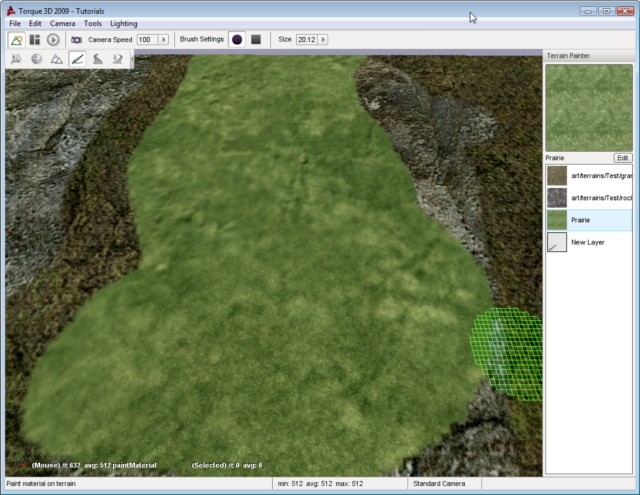 Torque 3D 2009 - Tutorials
File Edit Camera Tools Lighting
Camera Speed 100 Brush Settings Size 20.12
Terrain Painter
Prairie Edit
art/terrains/Test/gras
art/terrains/Test/rock
Prairie
New Layer
(Mouse) #: 632 avg: 512 paintMaterial (Selected) #: 0 avg: 0
Paint material on terrain min: 512 avg: 512 max: 512 Standard Camera